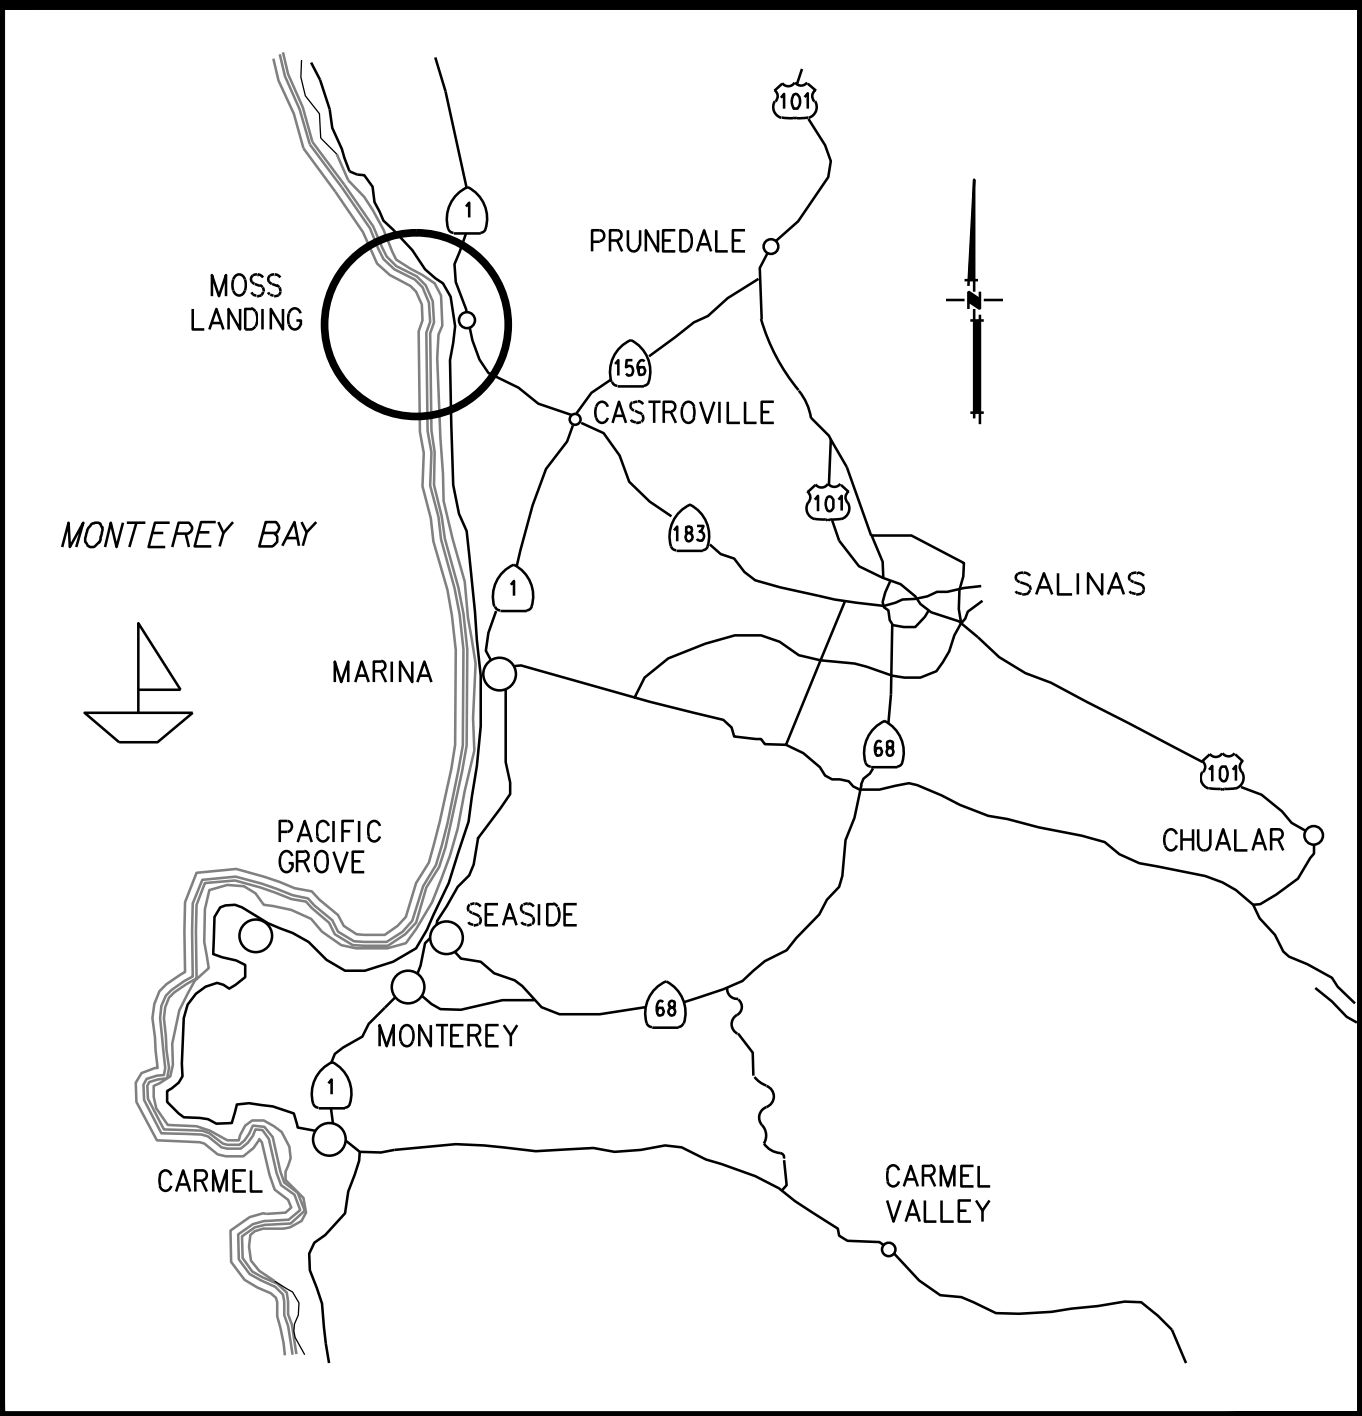 101
1
PRUNEDALE
MOSS
LANDING
N
156
CASTROVILLE
101
183
MONTEREY BAY
1
SALINAS
MARINA
68
101
PACIFIC
GROVE
CHUALAR
SEASIDE
68
MONTEREY
1
CARMEL
CARMEL
VALLEY